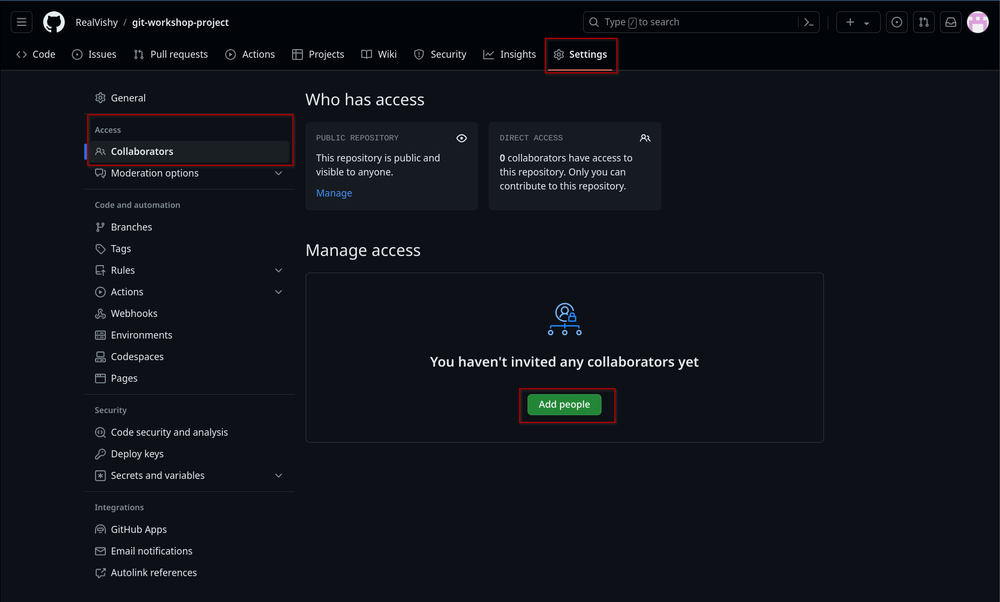 RealVishy / git-workshop-project
Type / to search
Code Issues Pull requests Actions Projects Wiki Security Insights Settings
General
Access
Collaborators
Moderation options
Code and automation
Branches
Tags
Rules
Actions
Webhooks
Environments
Codespaces
Pages
Security
Code security and analysis
Deploy keys
Secrets and variables
Integrations
GitHub Apps
Email notifications
Autolink references
Who has access
PUBLIC REPOSITORY
This repository is public and
visible to anyone.
Manage
DIRECT ACCESS
0 collaborators have access to
this repository. Only you can
contribute to this repository.
Manage access
You haven't invited any collaborators yet
Add people